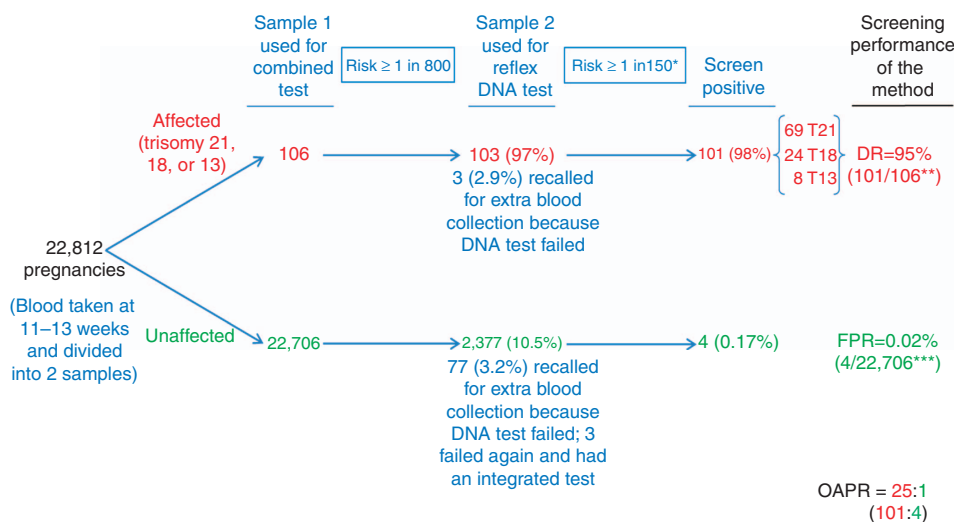 Sample 1
used for
combined
test
Risk ≥ 1 in 800
Sample 2
used for
reflex
DNA test
Risk ≥ 1 in150*
Screen
positive
Screening
performance
of the
method
Affected
(trisomy 21,
18, or 13)
106
103 (97%)
3 (2.9%) recalled
for extra blood
collection because
DNA test failed
101 (98%)
69 T21
24 T18
8 T13
DR=95%
(101/106**)
22,812
pregnancies
(Blood taken at
11–13 weeks
and divided
into 2 samples)
Unaffected
22,706
2,377 (10.5%)
77 (3.2%) recalled
for extra blood
collection because
DNA test failed; 3
failed again and had
an integrated test
4 (0.17%)
FPR=0.02%
(4/22,706***)
OAPR = 25:1
(101:4)